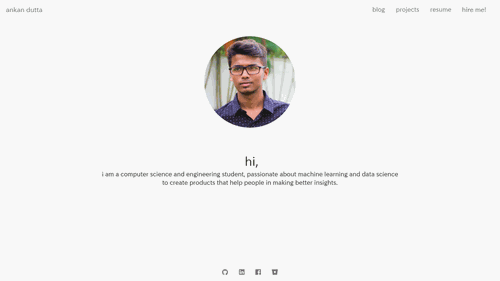 ankan dutta
blog projects resume hire me!
hi,
i am a computer science and engineering student, passionate about machine learning and data science
to create products that help people in making better insights.